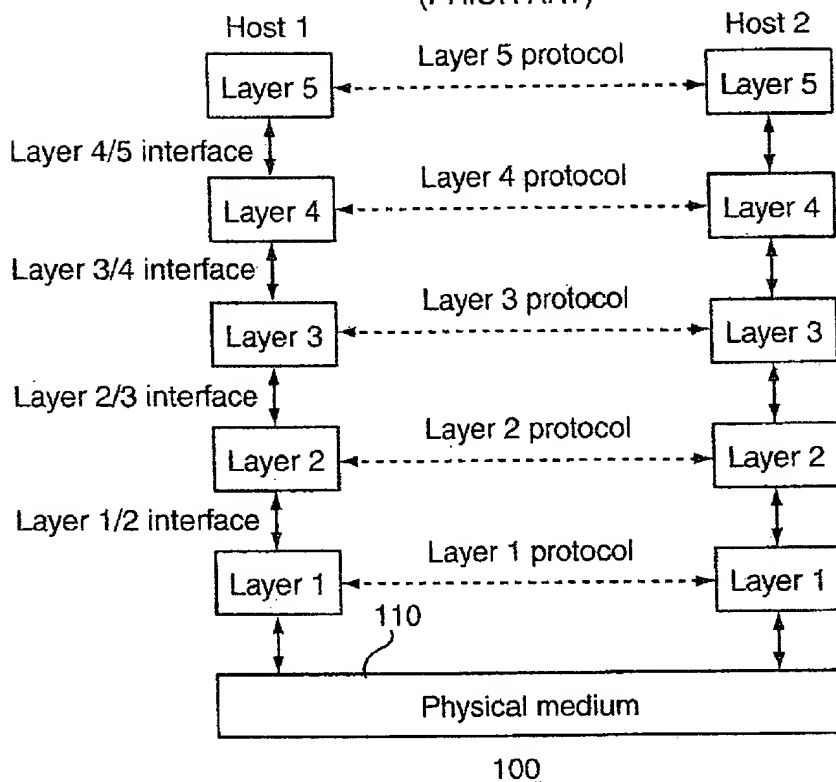 (PRIOR ART)
Host 1
Host 2
Layer 5 protocol
Layer 5
Layer 5
Layer 4/5 interface
Layer 4 protocol
Layer 4
Layer 4
Layer 3/4 interface
Layer 3 protocol
Layer 3
Layer 3
Layer 2/3 interface
Layer 2 protocol
Layer 2
Layer 2
Layer 1/2 interface
Layer 1 protocol
Layer 1
Layer 1
110
Physical medium
100